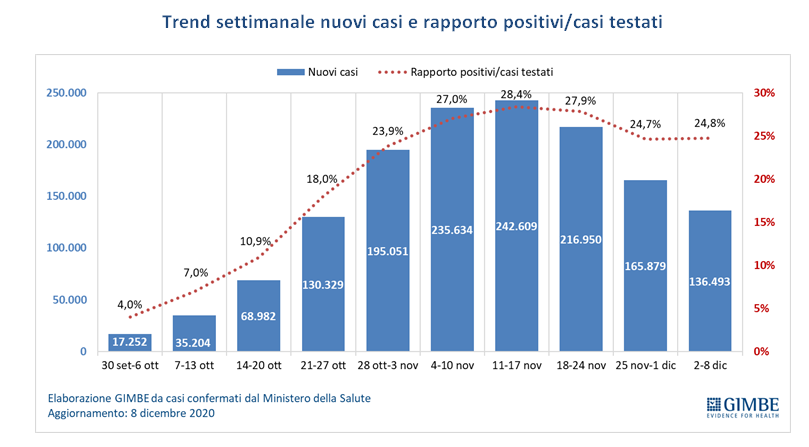 Trend settimanale nuovi casi e rapporto positivi/casi testati
Nuovi casi
Rapporto positivi/casi testati
250.000
200.000
150.000
100.000
50.000
0
30%
25%
20%
15%
10%
5%
0%
4,0%
7,0%
10,9%
18,0%
23,9%
27,0%
28,4%
27,9%
24,7%
24,8%
17.252
35.204
68.982
130.329
195.051
235.634
242.609
216.950
165.879
136.493
30 set-6 ott
7-13 ott
14-20 ott
21-27 ott
28 ott-3 nov
4-10 nov
11-17 nov
18-24 nov
25 nov-1 dic
2-8 dic
Elaborazione GIMBE da casi confermati dal Ministero della Salute
Aggiornamento: 8 dicembre 2020
GIMBE
EVIDENCE FOR HEALTH